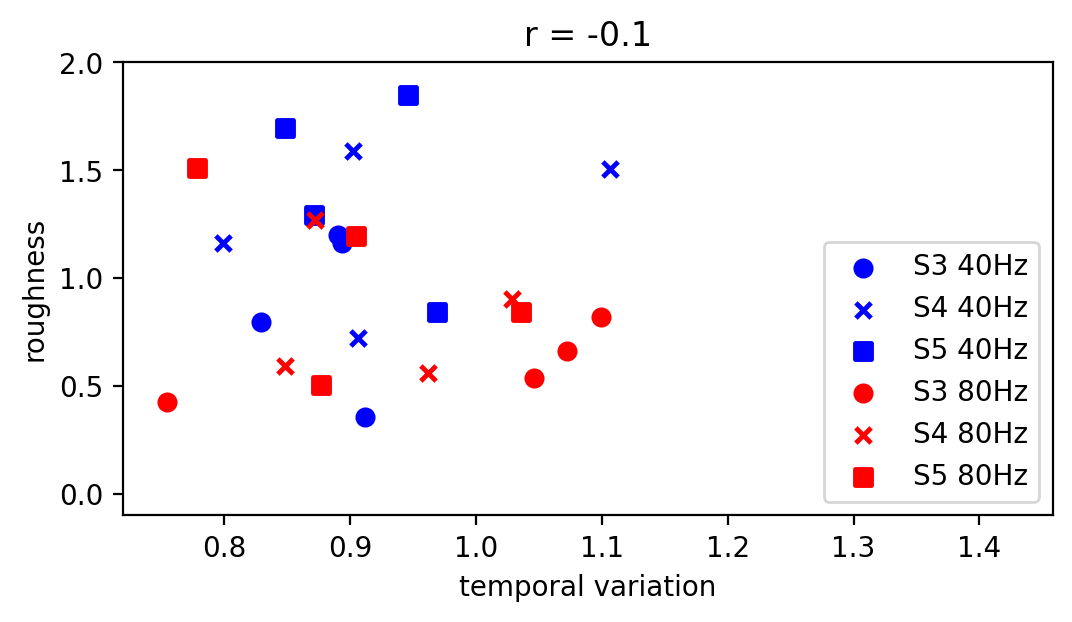 r = -0.1
2.0
1.5
1.0
0.5
0.0
roughness
0.8 0.9 1.0 1.1 1.2 1.3 1.4
temporal variation
S3 40Hz
S4 40Hz
S5 40Hz
S3 80Hz
S4 80Hz
S5 80Hz